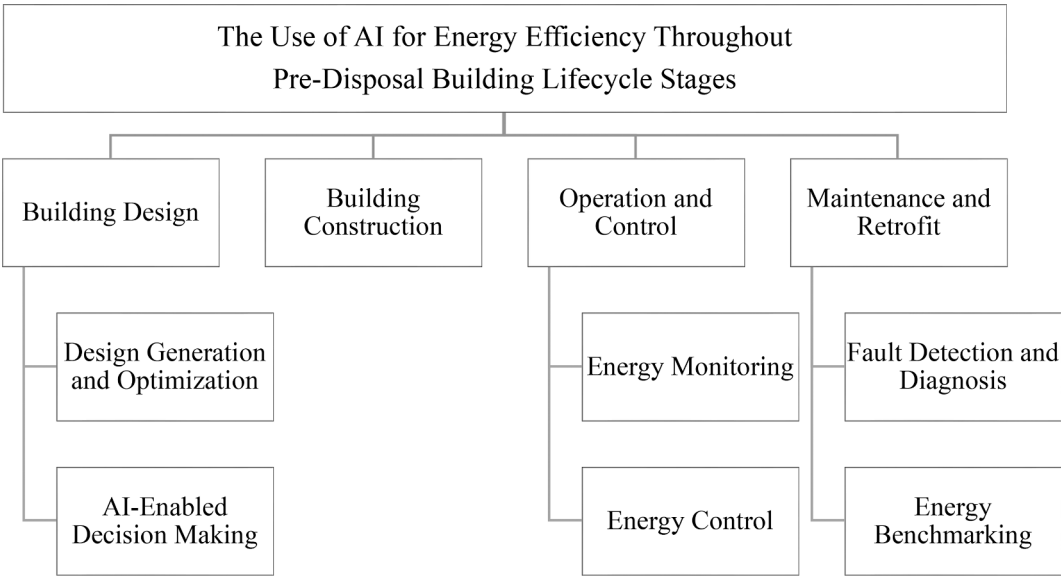 The Use of AI for Energy Efficiency Throughout
Pre-Disposal Building Lifecycle Stages
Building Design
Building
Construction
Operation and
Control
Maintenance and
Retrofit
Design Generation
and Optimization
Energy Monitoring
Fault Detection and
Diagnosis
AI-Enabled
Decision Making
Energy Control
Energy
Benchmarking